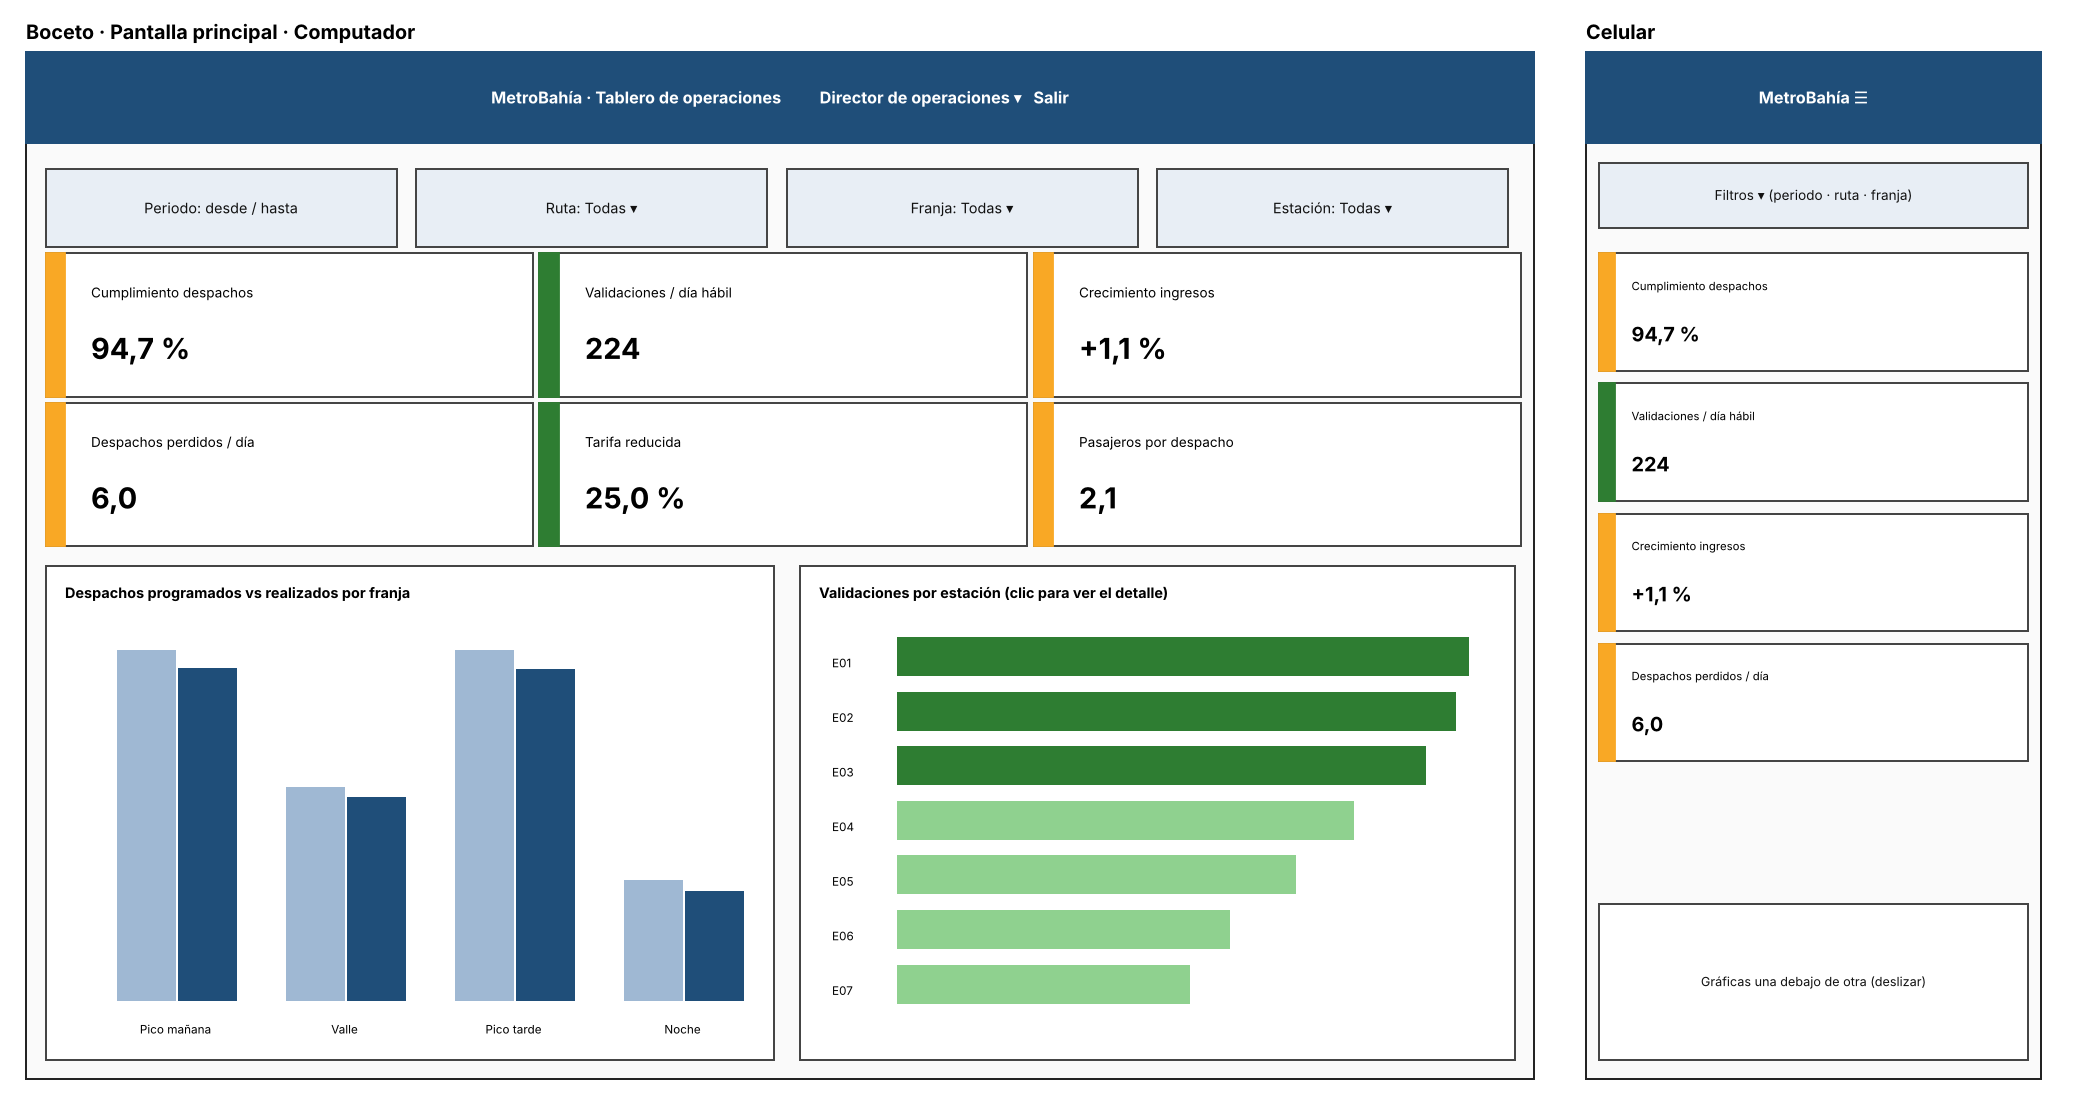 Boceto · Pantalla principal · Computador
MetroBahía · Tablero de operaciones Director de operaciones ▾ Salir
Periodo: desde / hasta
Ruta: Todas ▾
Franja: Todas ▾
Estación: Todas ▾
Cumplimiento despachos
94,7 %
Validaciones / día hábil
224
Crecimiento ingresos
+1,1 %
Despachos perdidos / día
6,0
Tarifa reducida
25,0 %
Pasajeros por despacho
2,1
Despachos programados vs realizados por franja
Pico mañana
Valle
Pico tarde
Noche
Validaciones por estación (clic para ver el detalle)
E01
E02
E03
E04
E05
E06
E07
Celular
MetroBahía ☰
Filtros ▾ (periodo · ruta · franja)
Cumplimiento despachos
94,7 %
Validaciones / día hábil
224
Crecimiento ingresos
+1,1 %
Despachos perdidos / día
6,0
Gráficas una debajo de otra (deslizar)